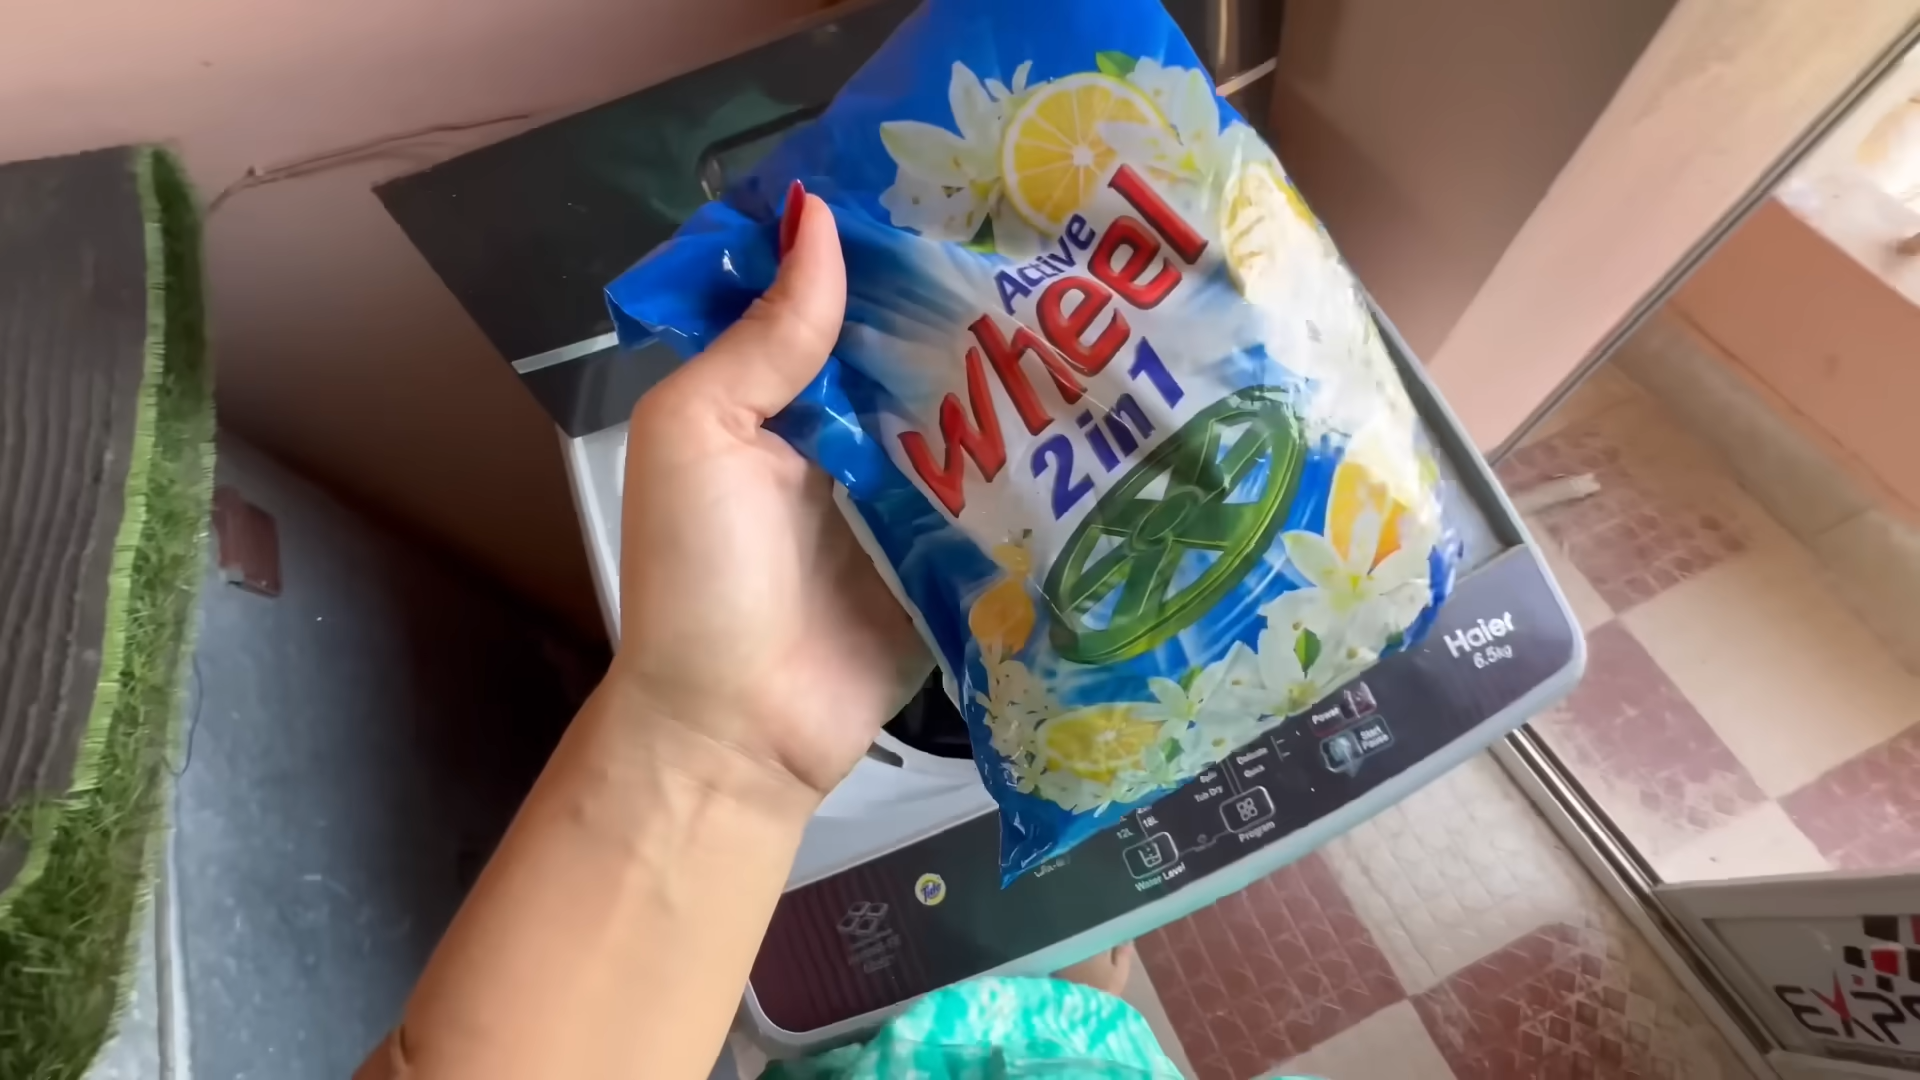 Active
Wheel
2 in 1
Haier
6.5kg
Power
Start
Pause
Delicate
Quick
Spin
Tub Dry
12L
18L
Program
Water Level
Tide